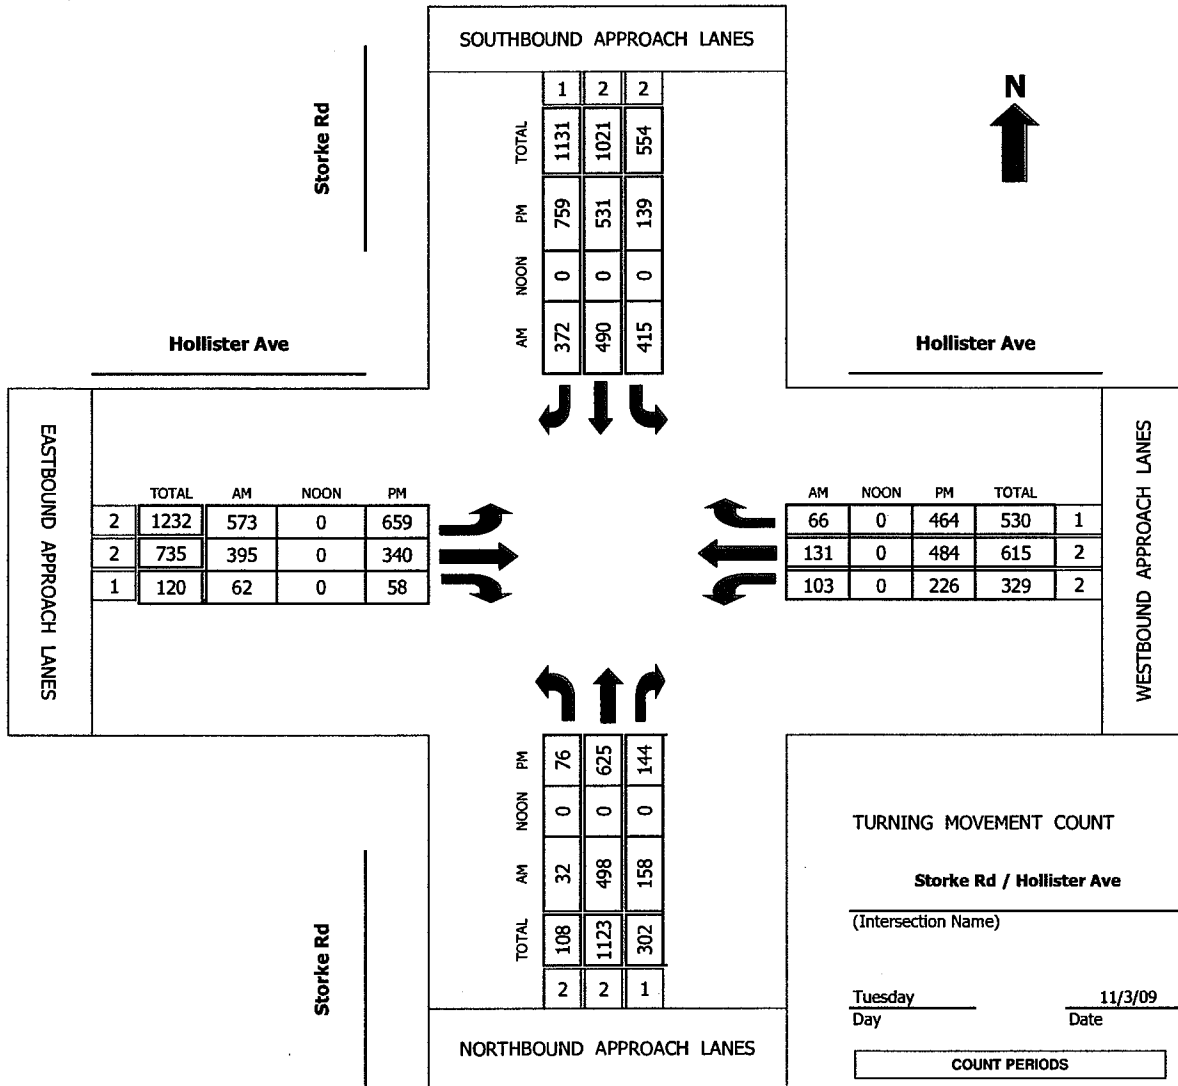 SOUTHBOUND APPROACH LANES
1 2 2
TOTAL 1131 1021 554
PM 759 531 139
NOON 0 0 0
AM 372 490 415
N
Storke Rd
Hollister Ave
Hollister Ave
EASTBOUND APPROACH LANES
TOTAL AM NOON PM
2 1232 573 0 659
2 735 395 0 340
1 120 62 0 58
AM NOON PM TOTAL
66 0 464 530 1
131 0 484 615 2
103 0 226 329 2
WESTBOUND APPROACH LANES
PM 76 625 144
NOON 0 0 0
AM 32 498 158
TOTAL 108 1123 302
2 2 1
NORTHBOUND APPROACH LANES
Storke Rd
TURNING MOVEMENT COUNT
Storke Rd / Hollister Ave
(Intersection Name)
Tuesday 11/3/09
Day Date
COUNT PERIODS